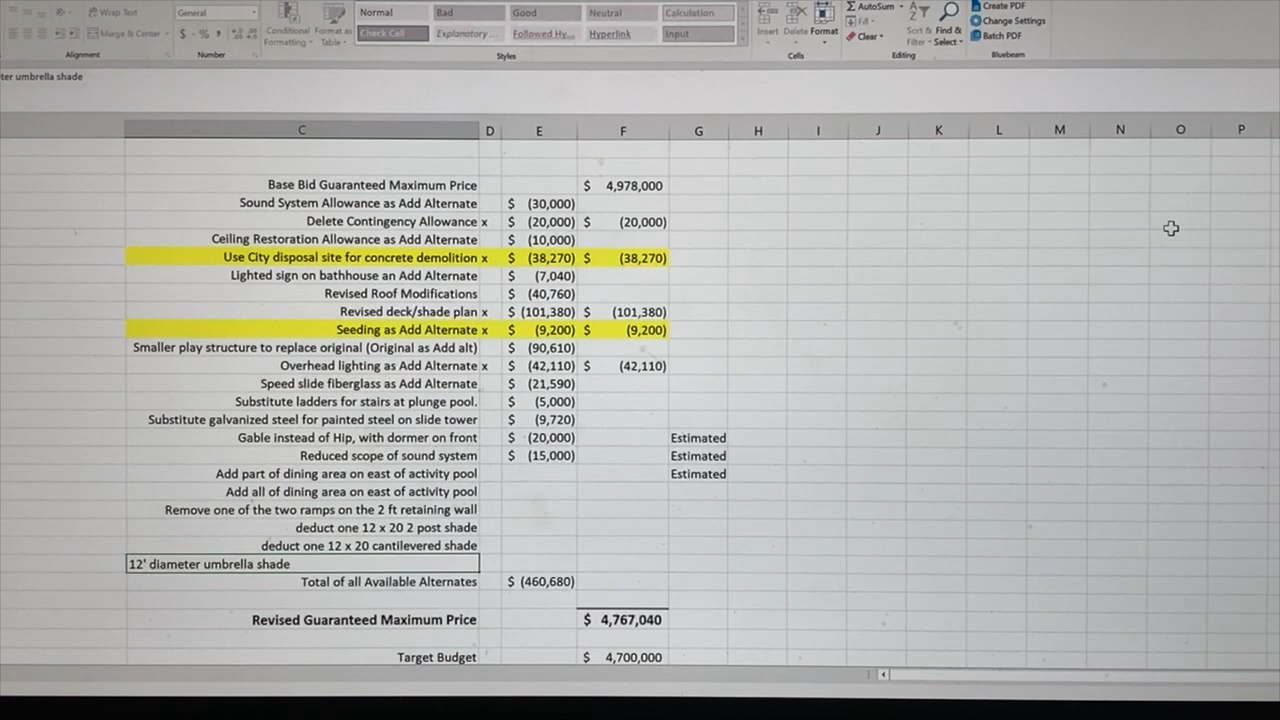 Wrap Text General Normal Bad Good Neutral Calculation AutoSum Create PDF
Merge & Center $ % , Conditional Formatting Format as Table Check Cell Explanatory ... Followed Hy... Hyperlink Input Insert Delete Format Fill Clear Sort & Filter Find & Select Change Settings
Batch PDF
Alignment Number Styles Cells Editing Bluebeam
ter umbrella shade
C D E F G H I J K L M N O P
Base Bid Guaranteed Maximum Price $ 4,978,000
Sound System Allowance as Add Alternate $ (30,000)
Delete Contingency Allowance x $ (20,000) $ (20,000)
Ceiling Restoration Allowance as Add Alternate $ (10,000)
Use City disposal site for concrete demolition x $ (38,270) $ (38,270)
Lighted sign on bathhouse an Add Alternate $ (7,040)
Revised Roof Modifications $ (40,760)
Revised deck/shade plan x $ (101,380) (101,380)
Seeding as Add Alternate x $ (9,200) $ (9,200)
Smaller play structure to replace original (Original as Add alt) $ (90,610)
Overhead lighting as Add Alternate x $ (42,110) $ (42,110)
Speed slide fiberglass as Add Alternate $ (21,590)
Substitute ladders for stairs at plunge pool. $ (5,000)
Substitute galvanized steel for painted steel on slide tower $ (9,720)
Gable instead of Hip, with dormer on front $ (20,000) Estimated
Reduced scope of sound system $ (15,000) Estimated
Add part of dining area on east of activity pool Estimated
Add all of dining area on east of activity pool
Remove one of the two ramps on the 2 ft retaining wall
deduct one 12 x 20 2 post shade
deduct one 12 x 20 cantilevered shade
12' diameter umbrella shade
Total of all Available Alternates $ (460,680)
Revised Guaranteed Maximum Price $ 4,767,040
Target Budget $ 4,700,000